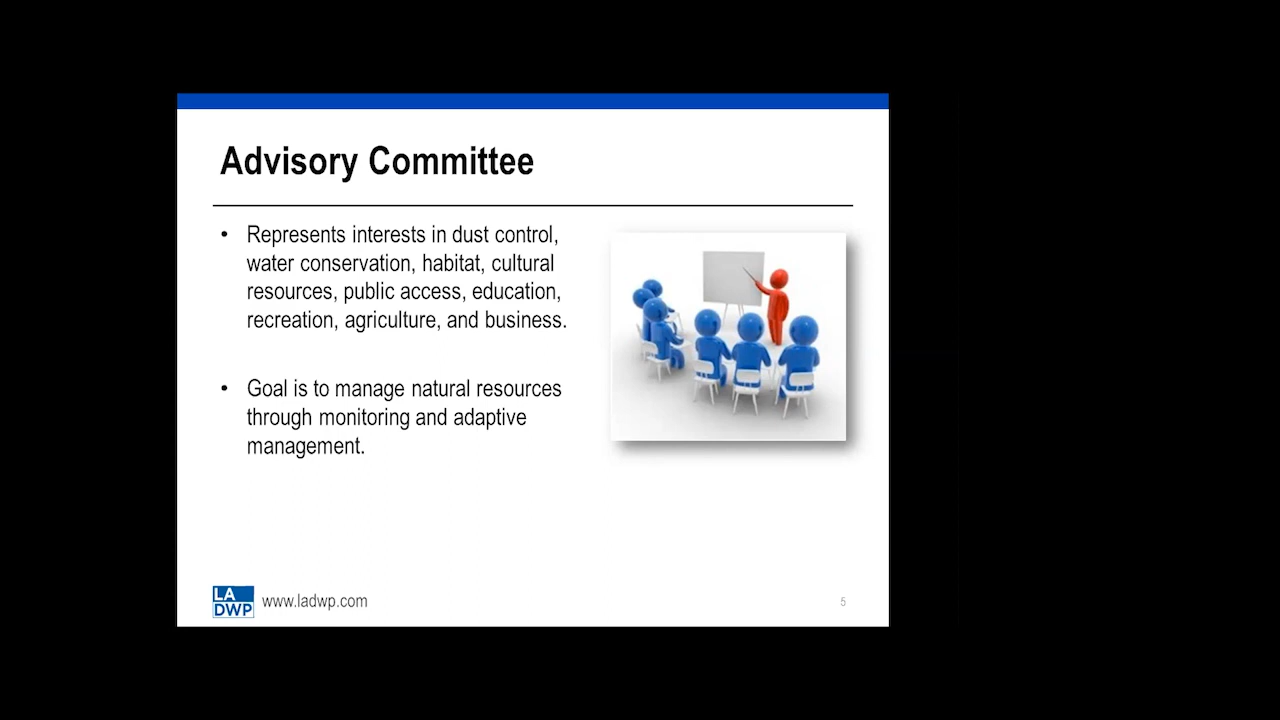 Advisory Committee
• Represents interests in dust control,
water conservation, habitat, cultural
resources, public access, education,
recreation, agriculture, and business.
• Goal is to manage natural resources
through monitoring and adaptive
management.
LA
DWP
www.ladwp.com
5